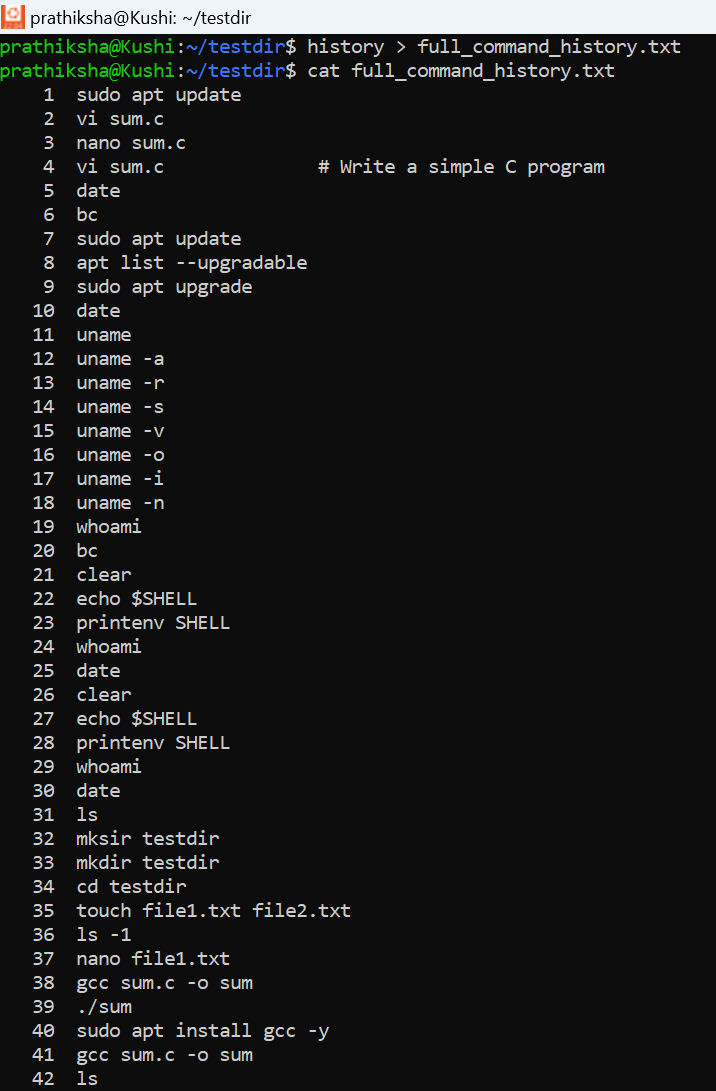 prathiksha@Kushi: ~/testdir
prathiksha@Kushi:~/testdir$ history > full_command_history.txt
prathiksha@Kushi:~/testdir$ cat full_command_history.txt
1  sudo apt update
2  vi sum.c
3  nano sum.c
4  vi sum.c              # Write a simple C program
5  date
6  bc
7  sudo apt update
8  apt list --upgradable
9  sudo apt upgrade
10  date
11  uname
12  uname -a
13  uname -r
14  uname -s
15  uname -v
16  uname -o
17  uname -i
18  uname -n
19  whoami
20  bc
21  clear
22  echo $SHELL
23  printenv SHELL
24  whoami
25  date
26  clear
27  echo $SHELL
28  printenv SHELL
29  whoami
30  date
31  ls
32  mksir testdir
33  mkdir testdir
34  cd testdir
35  touch file1.txt file2.txt
36  ls -1
37  nano file1.txt
38  gcc sum.c -o sum
39  ./sum
40  sudo apt install gcc -y
41  gcc sum.c -o sum
42  ls